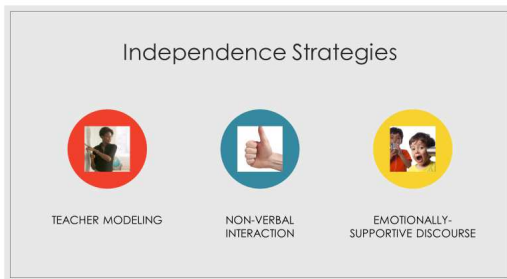 Independence Strategies
TEACHER MODELING
NON-VERBAL
INTERACTION
EMOTIONALLY-
SUPPORTIVE DISCOURSE